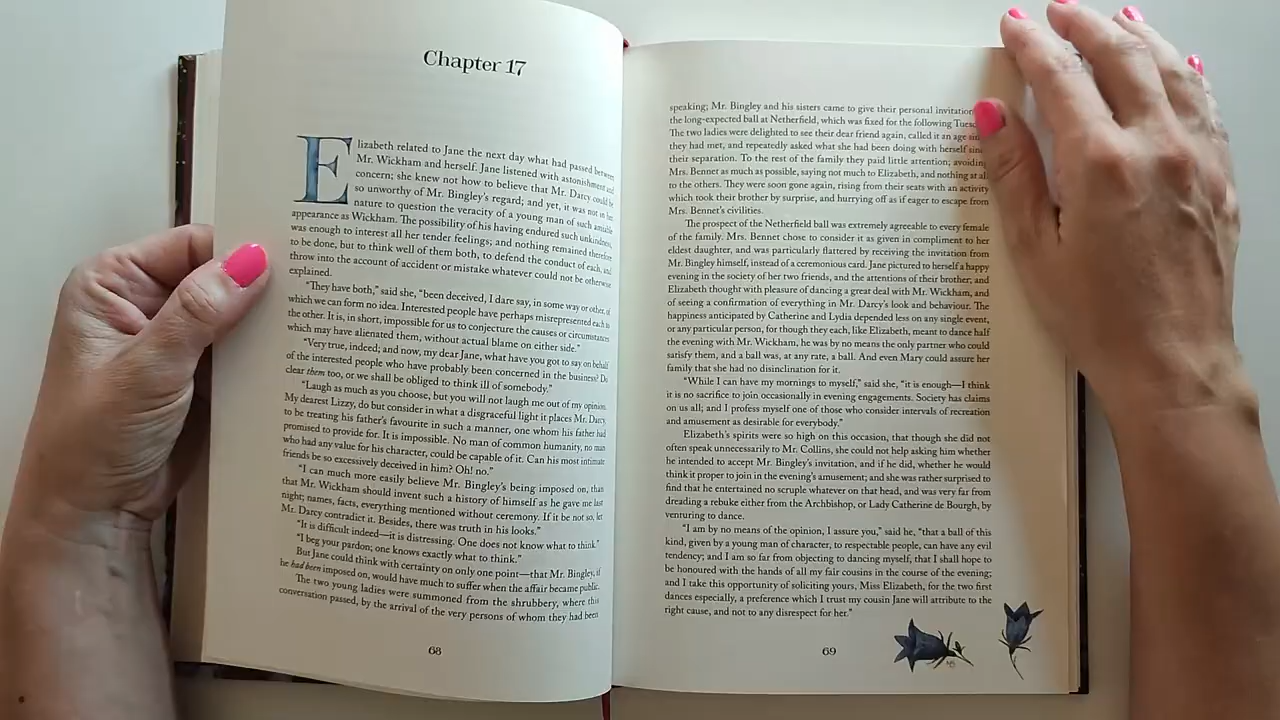 Chapter 17
Elizabeth related to Jane the next day what had passed between
Mr. Wickham and herself. Jane listened with astonishment and
concern; she knew not how to believe that Mr. Darcy could be
so unworthy of Mr. Bingley's regard; and yet, it was not in her
nature to question the veracity of a young man of such amiable
appearance as Wickham. The possibility of his having endured such unkindness,
was enough to interest all her tender feelings; and nothing remained therefore
to be done, but to think well of them both, to defend the conduct of each, and
throw into the account of accident or mistake whatever could not be otherwise
explained.
"They have both," said she, "been deceived, I dare say, in some way or other, of
which we can form no idea. Interested people have perhaps misrepresented each to
the other. It is, in short, impossible for us to conjecture the causes or circumstances
which may have alienated them, without actual blame on either side."
"Very true, indeed; and now, my dear Jane, what have you got to say on behalf
of the interested people who have probably been concerned in the business? Do
clear them too, or we shall be obliged to think ill of somebody."
"Laugh as much as you choose, but you will not laugh me out of my opinion.
My dearest Lizzy, do but consider in what a disgraceful light it places Mr. Darcy,
to be treating his father's favourite in such a manner, one whom his father had
promised to provide for. It is impossible. No man of common humanity, no man
who had any value for his character, could be capable of it. Can his most intimate
friends be so excessively deceived in him? Oh! no."
"I can much more easily believe Mr. Bingley's being imposed on, than
that Mr. Wickham should invent such a history of himself as he gave me last
night; names, facts, everything mentioned without ceremony. If it be not so, let
Mr. Darcy contradict it. Besides, there was truth in his looks."
"It is difficult indeed—it is distressing. One does not know what to think."
"I beg your pardon; one knows exactly what to think."
But Jane could think with certainty on only one point—that Mr. Bingley, if
he had been imposed on, would have much to suffer when the affair became public.
The two young ladies were summoned from the shrubbery, where this
conversation passed, by the arrival of the very persons of whom they had been
68
speaking; Mr. Bingley and his sisters came to give their personal invitation
the long-expected ball at Netherfield, which was fixed for the following
The two ladies were delighted to see their dear friend again, called it an age
they had met, and repeatedly asked what she had been doing with herself
their separation. To the rest of the family they paid little attention; avoiding
Mrs. Bennet as much as possible, saying not much to Elizabeth, and nothing at all
to the others. They were soon gone again, rising from their seats with an activity
which took their brother by surprise, and hurrying off as if eager to escape from
Mrs. Bennet's civilities.
The prospect of the Netherfield ball was extremely agreeable to every female
of the family. Mrs. Bennet chose to consider it as given in compliment to her
eldest daughter, and was particularly flattered by receiving the invitation from
Mr. Bingley himself, instead of a ceremonious card. Jane pictured to herself a happy
evening in the society of her two friends, and the attentions of their brother; and
Elizabeth thought with pleasure of dancing a great deal with Mr. Wickham, and
of seeing a confirmation of everything in Mr. Darcy's look and behaviour. The
happiness anticipated by Catherine and Lydia depended less on any single event,
or any particular person, for though they each, like Elizabeth, meant to dance half
the evening with Mr. Wickham, he was by no means the only partner who could
satisfy them, and a ball was, at any rate, a ball. And even Mary could assure her
family that she had no disinclination for it.
"While I can have my mornings to myself," said she, "it is enough—I think
it is no sacrifice to join occasionally in evening engagements. Society has claims
on us all; and I profess myself one of those who consider intervals of recreation
and amusement as desirable for everybody."
Elizabeth's spirits were so high on this occasion, that though she did not
often speak unnecessarily to Mr. Collins, she could not help asking him whether
he intended to accept Mr. Bingley's invitation, and if he did, whether he would
think it proper to join in the evening's amusement; and she was rather surprised to
find that he entertained no scruple whatever on that head, and was very far from
dreading a rebuke either from the Archbishop, or Lady Catherine de Bourgh, by
venturing to dance.
"I am by no means of the opinion, I assure you," said he, "that a ball of this
kind, given by a young man of character, to respectable people, can have any evil
tendency; and I am so far from objecting to dancing myself, that I shall hope to
be honoured with the hands of all my fair cousins in the course of the evening;
and I take this opportunity of soliciting yours, Miss Elizabeth, for the two first
dances especially, a preference which I trust my cousin Jane will attribute to the
right cause, and not to any disrespect for her."
69